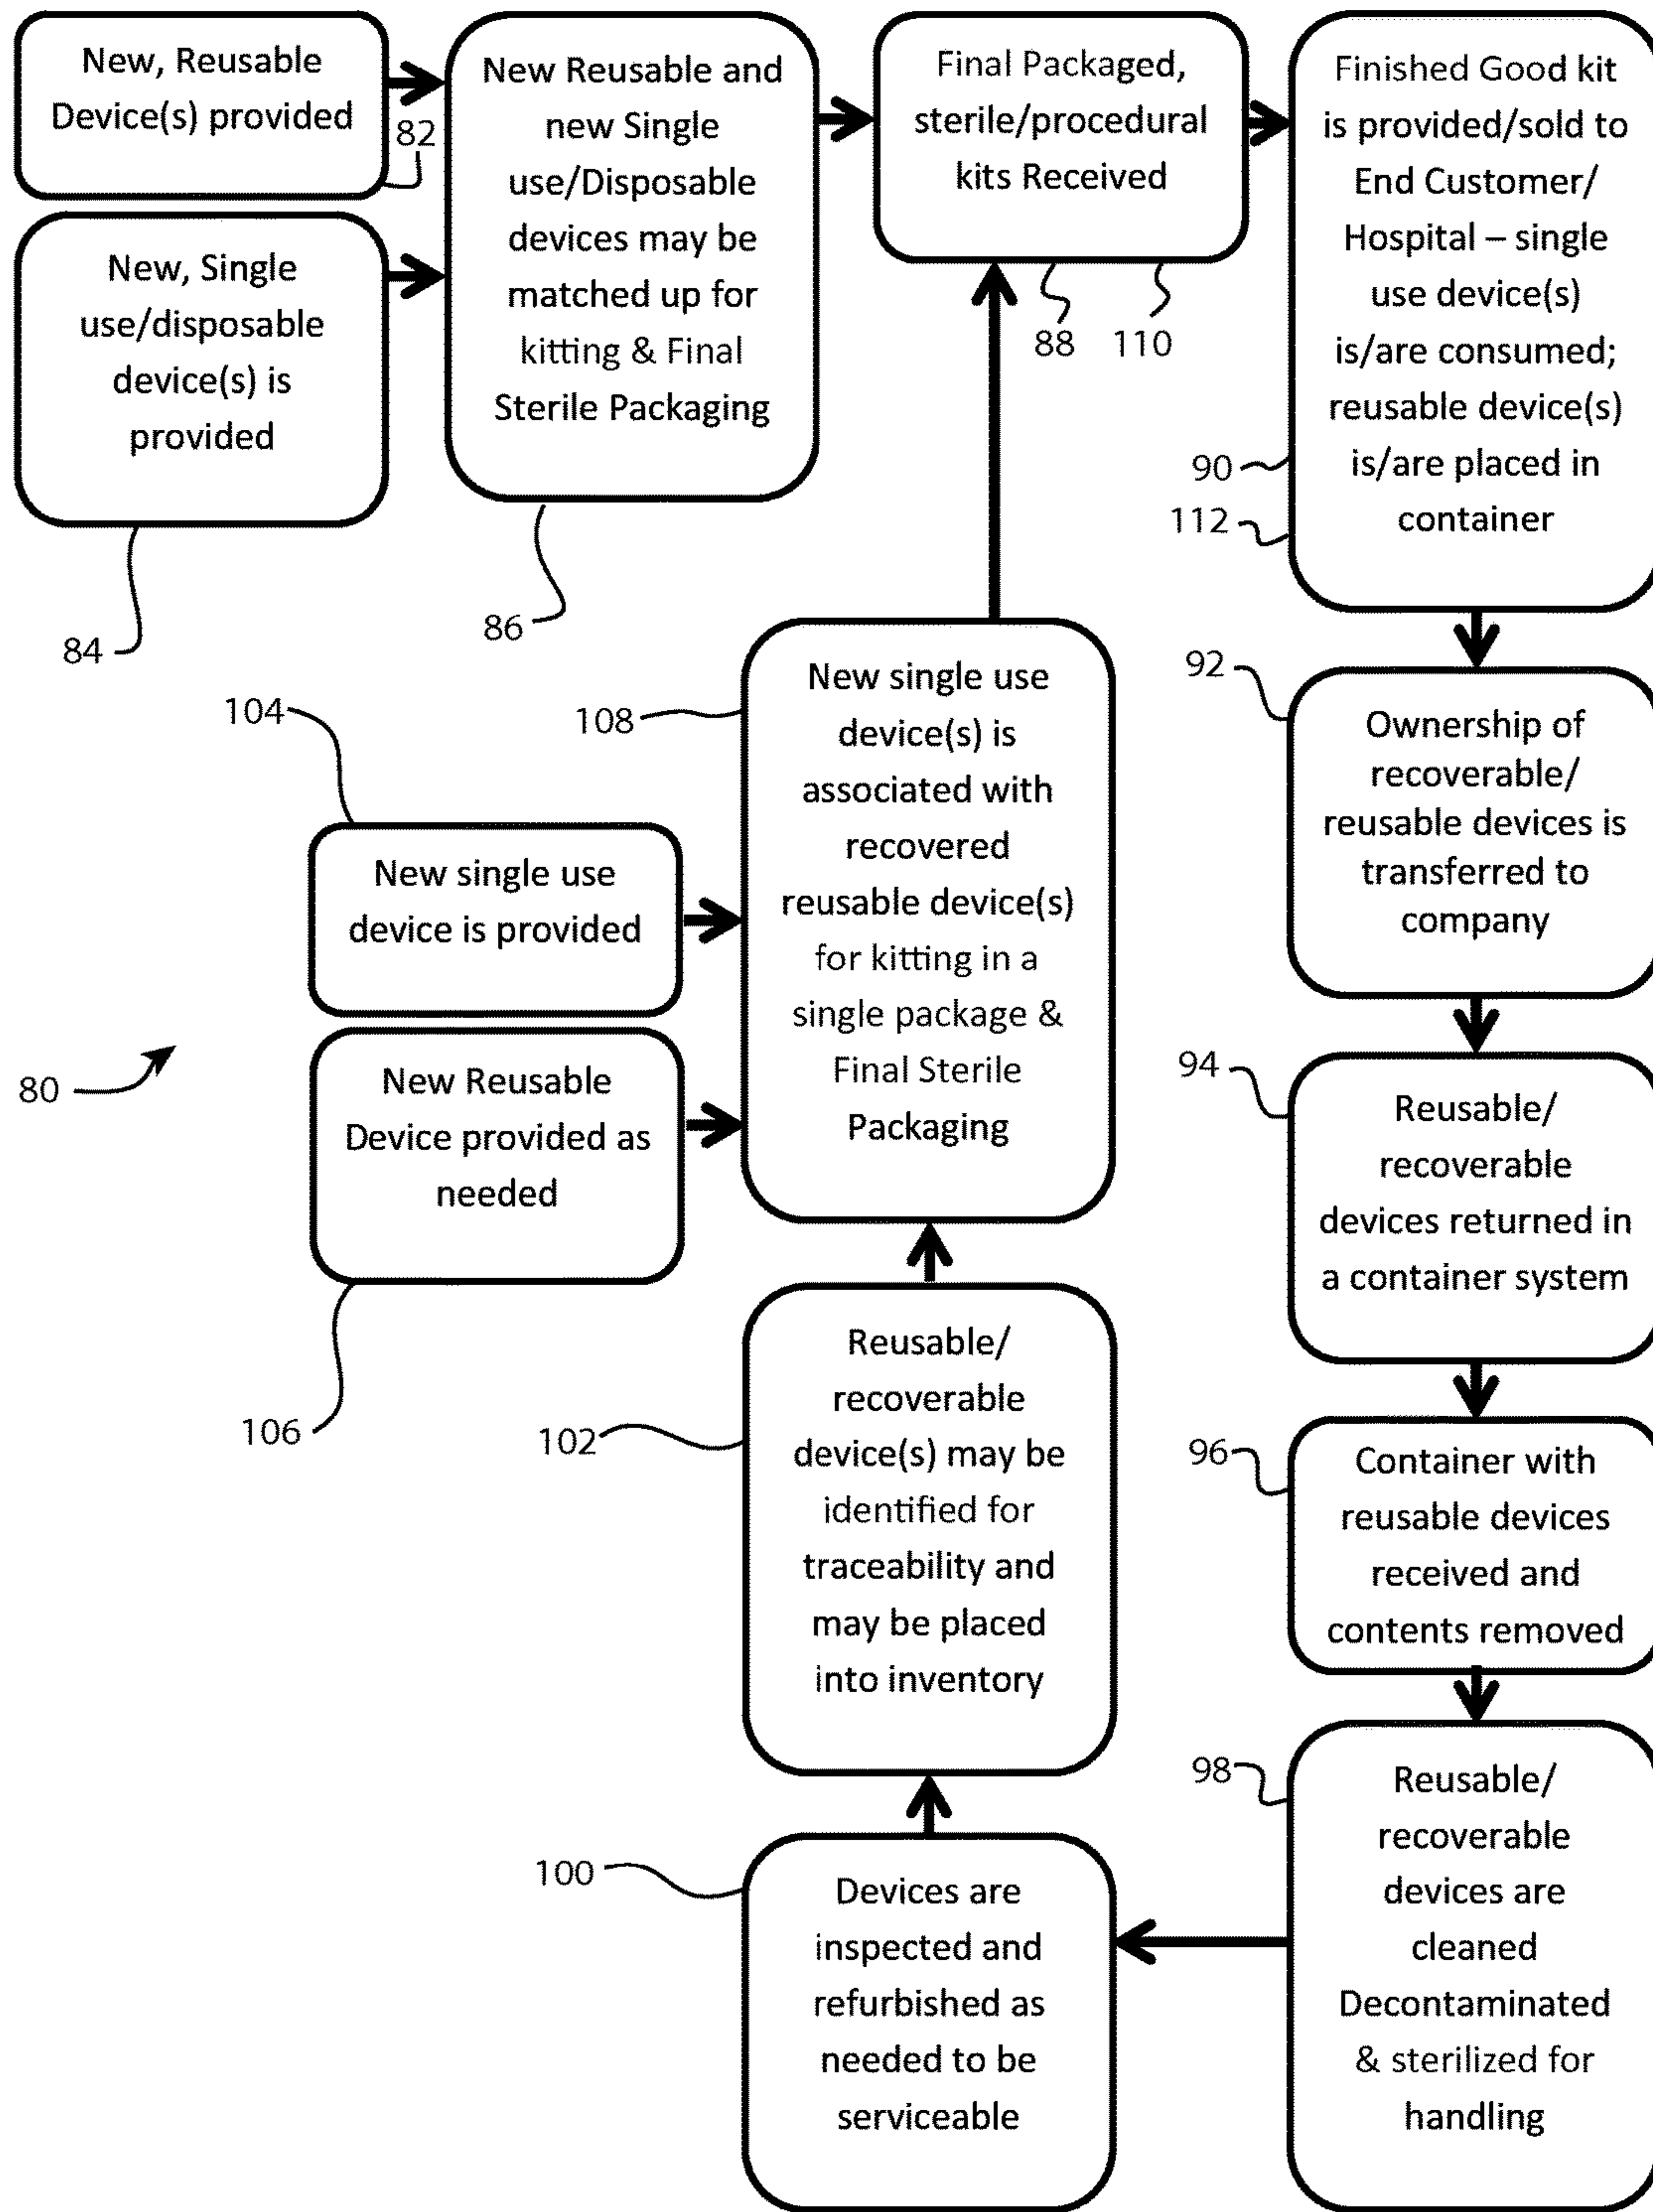 New, Reusable
Device(s) provided
82
New, Single
use/disposable
device(s) is
provided
84
New Reusable and
new Single
use/Disposable
devices may be
matched up for
kitting & Final
Sterile Packaging
86
Final Packaged,
sterile/procedural
kits Received
88
110
Finished Good kit
is provided/sold to
End Customer/
Hospital – single
use device(s)
is/are consumed;
reusable device(s)
is/are placed in
container
90
112
92
Ownership of
recoverable/
reusable devices is
transferred to
company
94
Reusable/
recoverable
devices returned in
a container system
96
Container with
reusable devices
received and
contents removed
98
Reusable/
recoverable
devices are
cleaned
Decontaminated
& sterilized for
handling
100
Devices are
inspected and
refurbished as
needed to be
serviceable
102
Reusable/
recoverable
device(s) may be
identified for
traceability and
may be placed
into inventory
104
New single use
device is provided
New Reusable
Device provided as
needed
106
108
New single use
device(s) is
associated with
recovered
reusable device(s)
for kitting in a
single package &
Final Sterile
Packaging
80